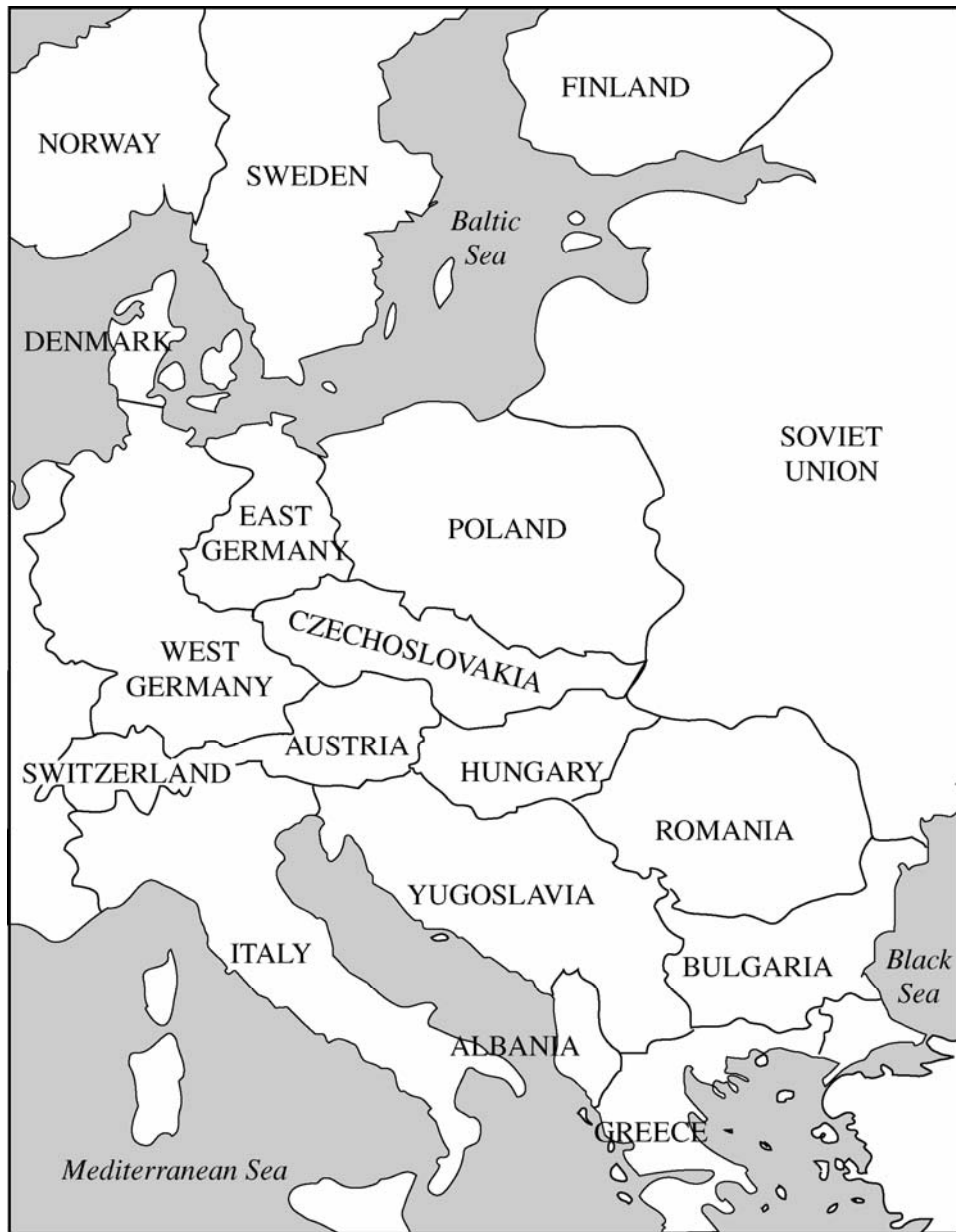 FINLAND
NORWAY
SWEDEN
Baltic
Sea
DENMARK
SOVIET
UNION
EAST
GERMANY
POLAND
CZECHOSLOVAKIA
WEST
GERMANY
AUSTRIA
SWITZERLAND
HUNGARY
ROMANIA
YUGOSLAVIA
ITALY
BULGARIA
Black
Sea
ALBANIA
GREECE
Mediterranean Sea